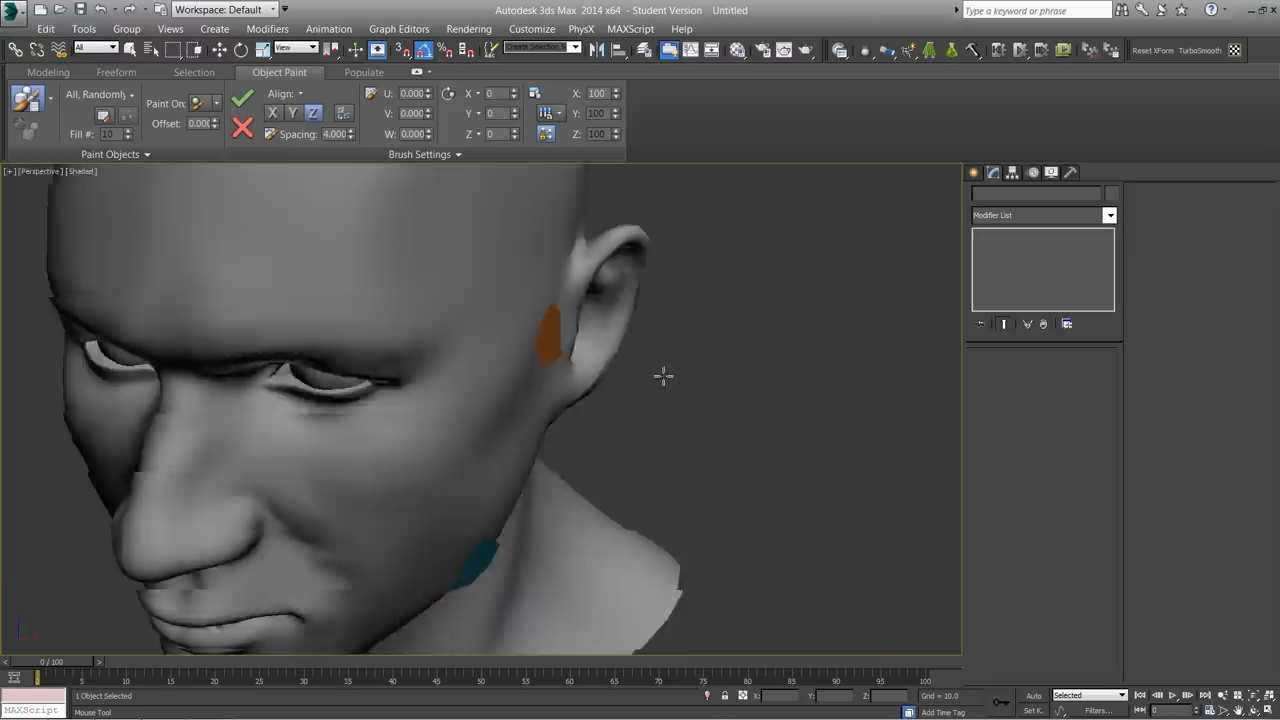 Workspace: Default
Autodesk 3ds Max 2014 x64 - Student Version Untitled
Type a keyword or phrase
Edit Tools Group Views Create Modifiers Animation Graph Editors Rendering Customize PhysX MAXScript Help
All View Create Selection S Reset XForm TurboSmooth
Modeling Freeform Selection Object Paint Populate
All, Randomly Paint On: Align: U: 0.000 X 0 X: 100
Offset: 0.000 X Y Z V: 0.000 Y 0 Y: 100
Fill #: 10 Spacing: 4.000 W: 0.000 Z 0 Z: 100
Paint Objects Brush Settings
[+] [Perspective] [Shaded]
Modifier List
0 / 100
0 5 10 15 20 25 30 35 40 45 50 55 60 65 70 75 80 85 90 95 100
1 Object Selected X: Y: Z: Grid = 10.0 Auto Selected
MAXScript Mouse Tool Add Time Tag Set K. Filters... 0